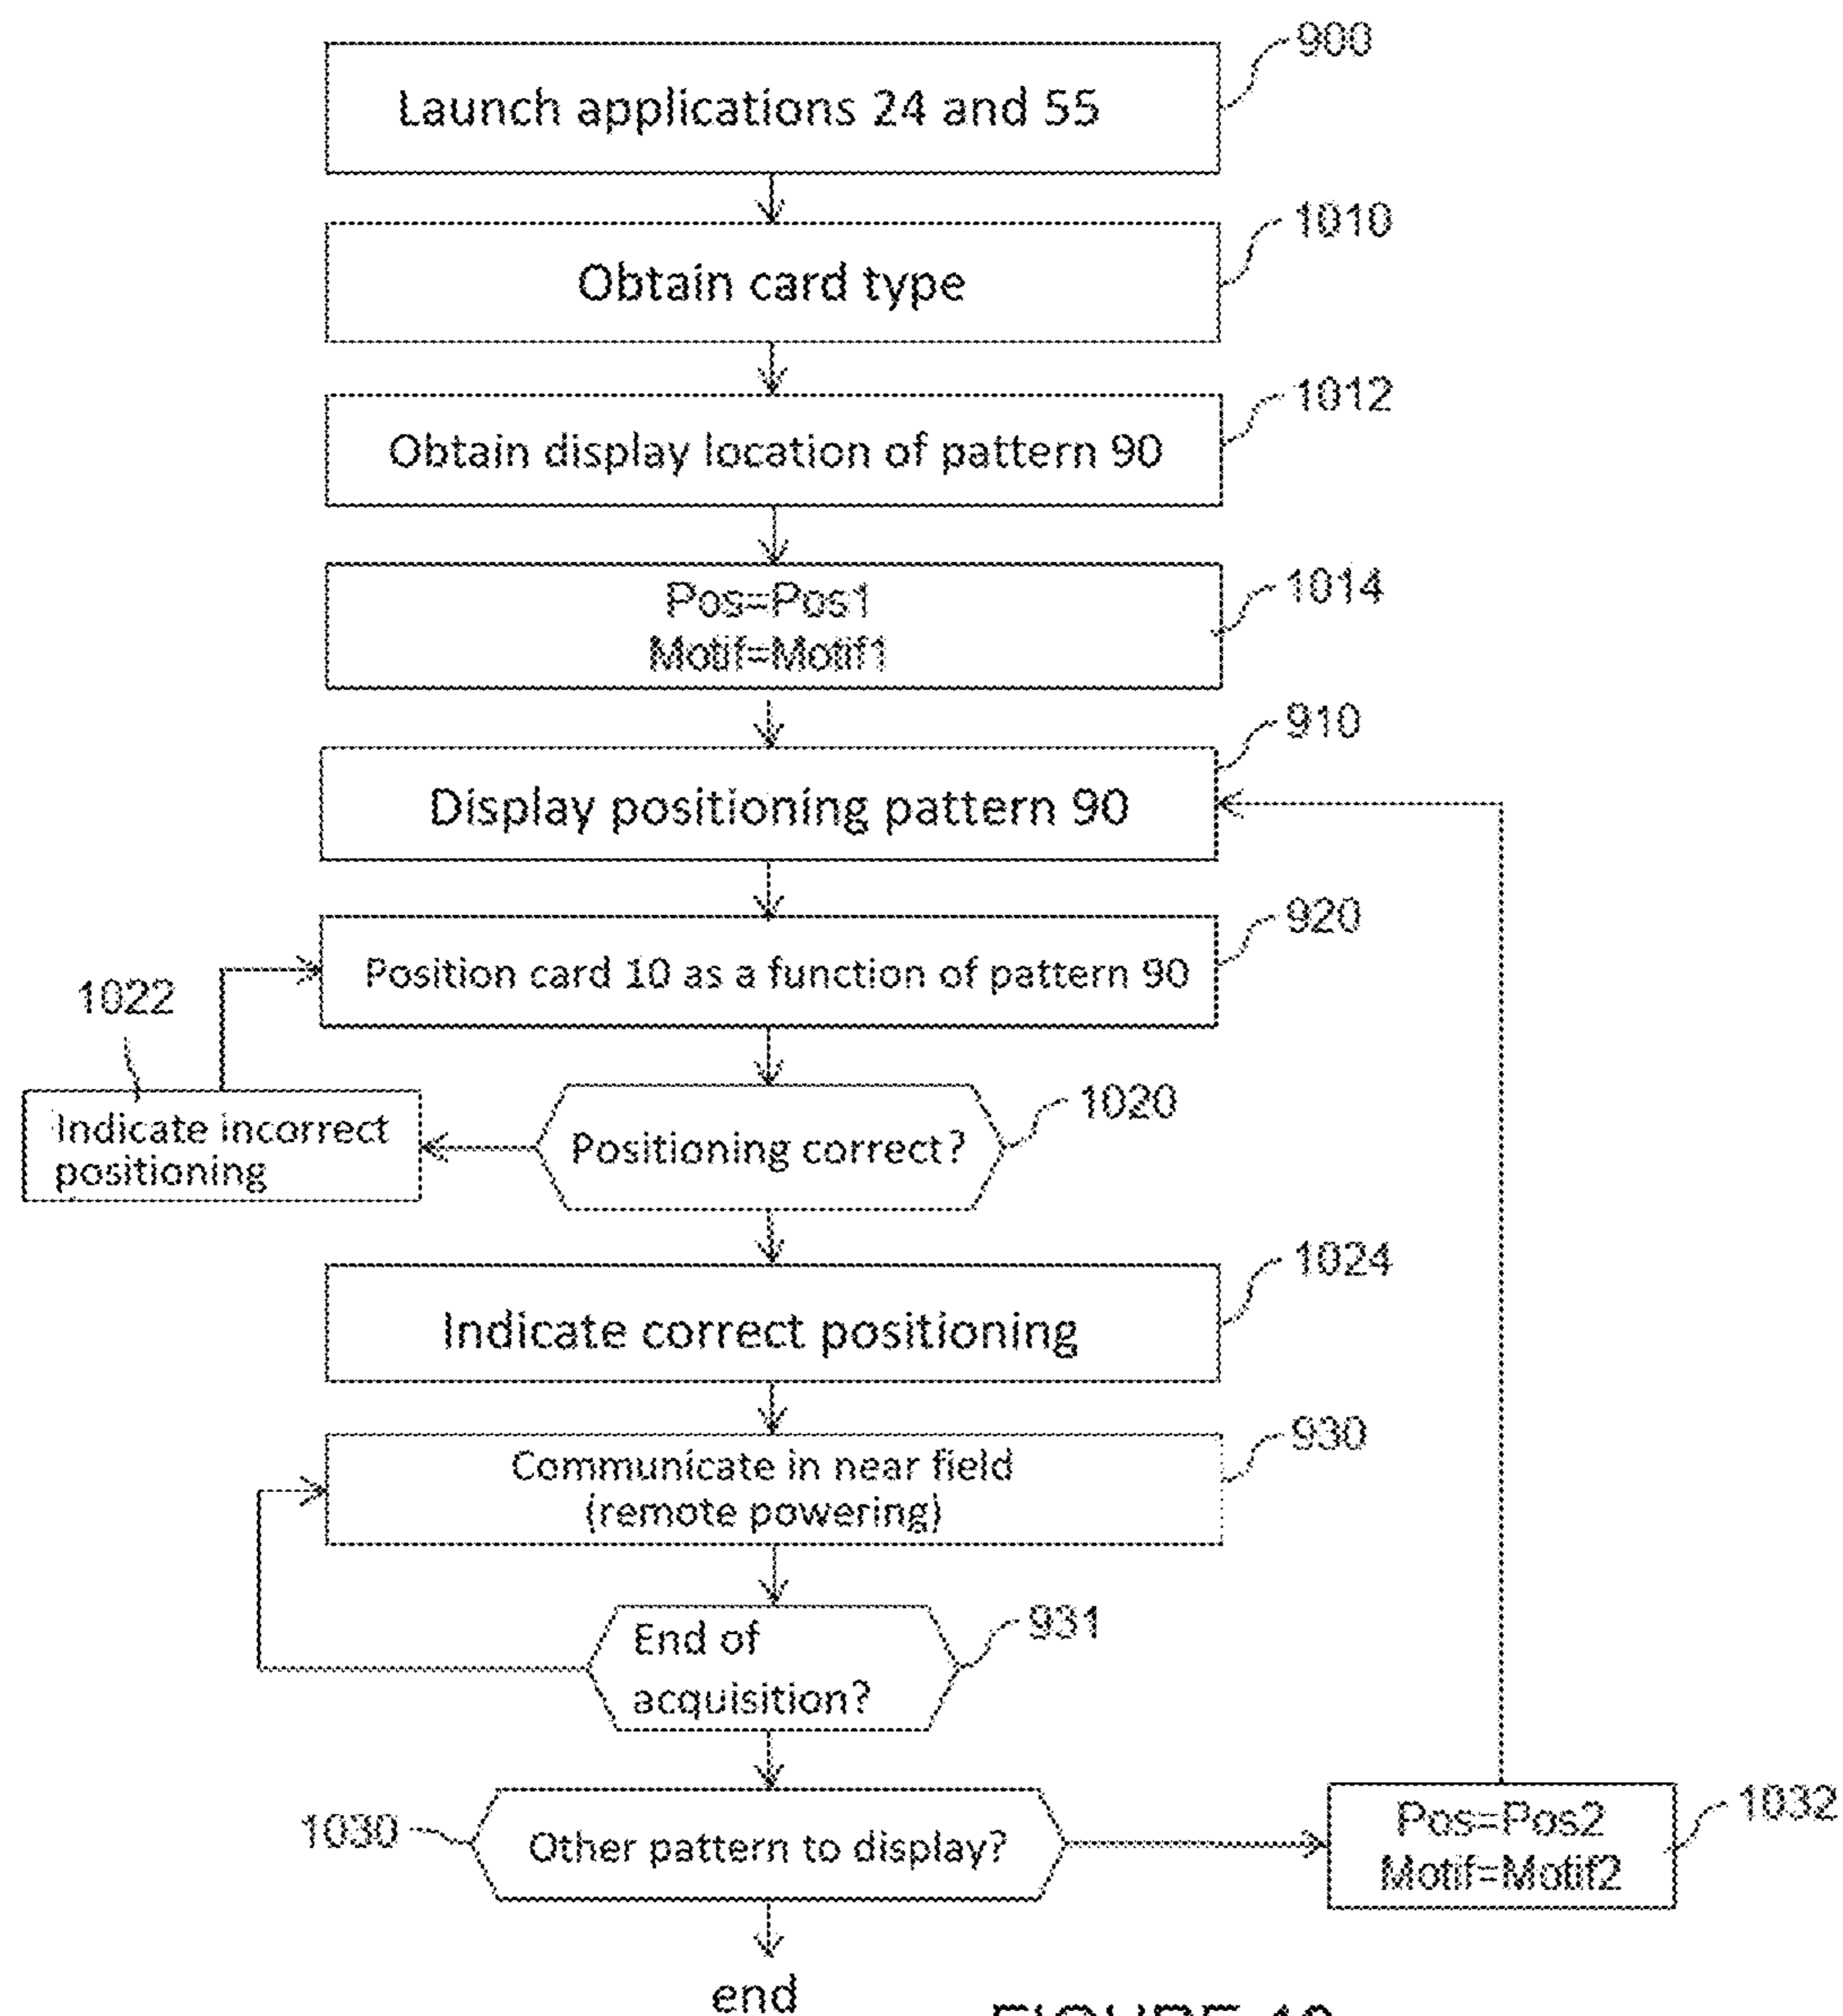 900
Launch applications 24 and 55
1010
Obtain card type
1012
Obtain display location of pattern 90
1014
Pos=Pos1
Motif=Motif1
910
Display positioning pattern 90
920
Position card 10 as a function of pattern 90
1022
1020
Indicate incorrect
positioning
Positioning correct?
1024
Indicate correct positioning
930
Communicate in near field
(remote powering)
931
End of
acquisition?
1030
Other pattern to display?
1032
Pos=Pos2
Motif=Motif2
end